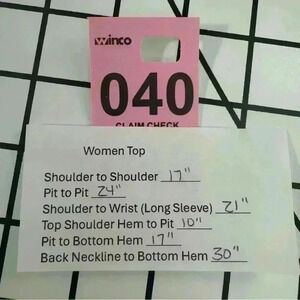 winco
040
CLAIM CHECK
Women Top
Shoulder to Shoulder 17"
Pit to Pit 24"
Shoulder to Wrist (Long Sleeve) 21"
Top Shoulder Hem to Pit 10"
Pit to Bottom Hem 17"
Back Neckline to Bottom Hem 30"